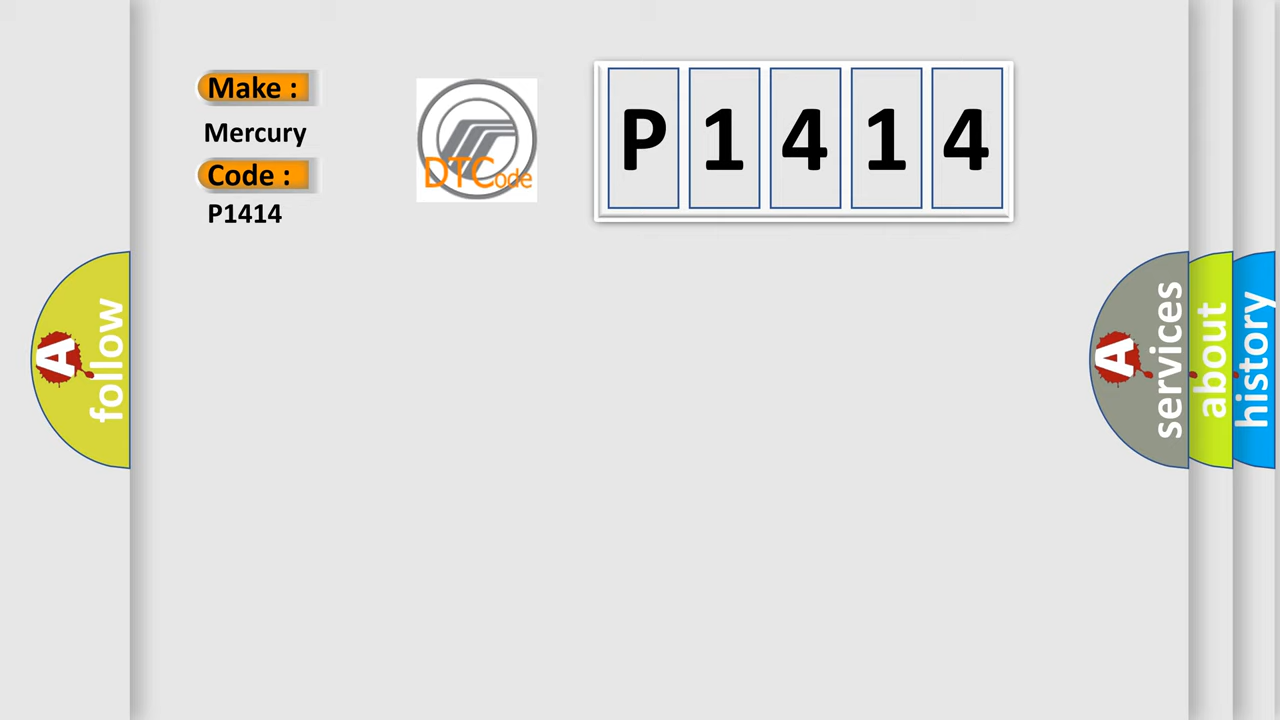 Make :
Mercury
Code :
P1414
DTCode
P 1 4 1 4
A follow
A services
about
history